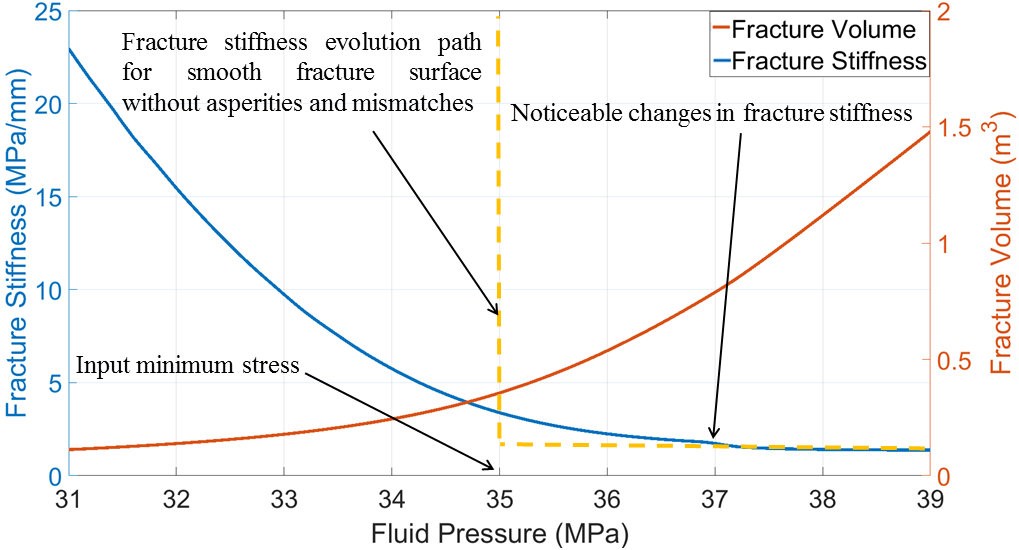 Fracture stiffness evolution path
for smooth fracture surface
without asperities and mismatches
Fracture Volume
Fracture Stiffness
Noticeable changes in fracture stiffness
Input minimum stress
25
20
15
10
5
0
Fracture Stiffness (MPa/mm)
2
1.5
1
0.5
0
Fracture Volume (m³)
31 32 33 34 35 36 37 38 39
Fluid Pressure (MPa)